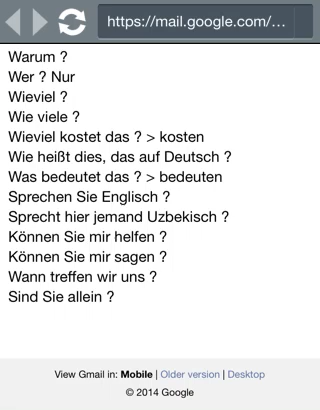 https://mail.google.com/...
Warum ?
Wer ? Nur
Wieviel ?
Wie viele ?
Wieviel kostet das ? > kosten
Wie heißt dies, das auf Deutsch ?
Was bedeutet das ? > bedeuten
Sprechen Sie Englisch ?
Sprecht hier jemand Uzbekisch ?
Können Sie mir helfen ?
Können Sie mir sagen ?
Wann treffen wir uns ?
Sind Sie allein ?
View Gmail in: Mobile | Older version | Desktop
© 2014 Google